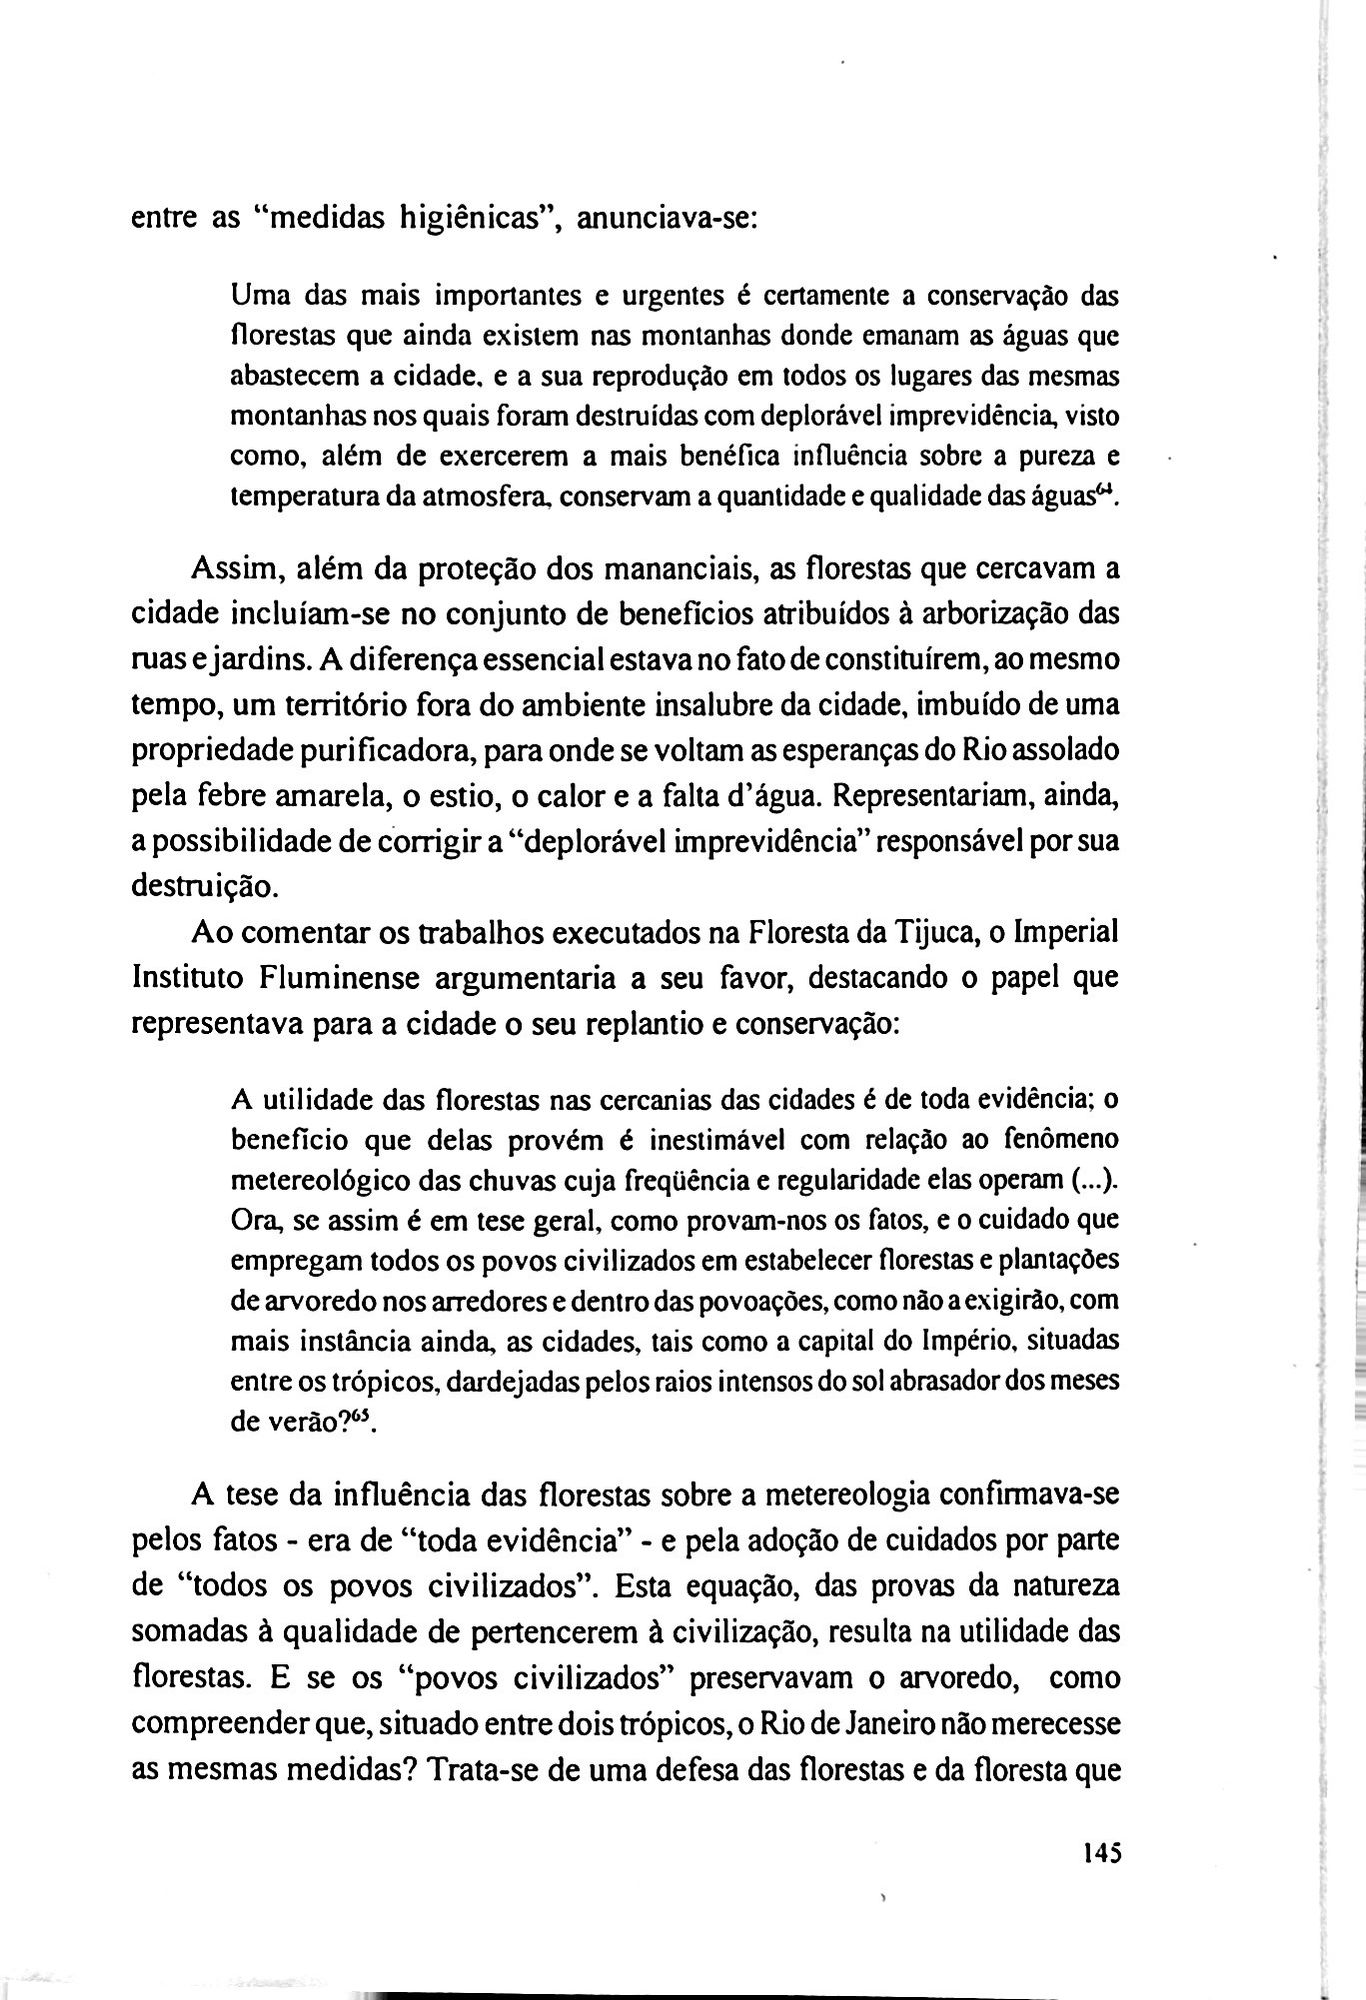 entre as “medidas higiênicas”, anunciava-se:
Uma das mais importantes e urgentes é certamente a conservação das
florestas que ainda existem nas montanhas donde emanam as águas que
abastecem a cidade, e a sua reprodução em todos os lugares das mesmas
montanhas nos quais foram destruídas com deplorável imprevidência, visto
como, além de exercerem a mais benéfica influência sobre a pureza e
temperatura da atmosfera, conservam a quantidade e qualidade das águas⁶⁴.
Assim, além da proteção dos mananciais, as florestas que cercavam a
cidade incluíam-se no conjunto de benefícios atribuídos à arborização das
ruas e jardins. A diferença essencial estava no fato de constituírem, ao mesmo
tempo, um território fora do ambiente insalubre da cidade, imbuído de uma
propriedade purificadora, para onde se voltam as esperanças do Rio assolado
pela febre amarela, o estio, o calor e a falta d’água. Representariam, ainda,
a possibilidade de corrigir a “deplorável imprevidência” responsável por sua
destruição.
Ao comentar os trabalhos executados na Floresta da Tijuca, o Imperial
Instituto Fluminense argumentaria a seu favor, destacando o papel que
representava para a cidade o seu replantio e conservação:
A utilidade das florestas nas cercanias das cidades é de toda evidência; o
benefício que delas provém é inestimável com relação ao fenômeno
metereológico das chuvas cuja freqüência e regularidade elas operam (...).
Ora, se assim é em tese geral, como provam-nos os fatos, e o cuidado que
empregam todos os povos civilizados em estabelecer florestas e plantações
de arvoredo nos arredores e dentro das povoações, como não a exigirão, com
mais instância ainda, as cidades, tais como a capital do Império, situadas
entre os trópicos, dardejadas pelos raios intensos do sol abrasador dos meses
de verão?⁶⁵.
A tese da influência das florestas sobre a metereologia confirmava-se
pelos fatos - era de “toda evidência” - e pela adoção de cuidados por parte
de “todos os povos civilizados”. Esta equação, das provas da natureza
somadas à qualidade de pertencerem à civilização, resulta na utilidade das
florestas. E se os “povos civilizados” preservavam o arvoredo, como
compreender que, situado entre dois trópicos, o Rio de Janeiro não merecesse
as mesmas medidas? Trata-se de uma defesa das florestas e da floresta que
145